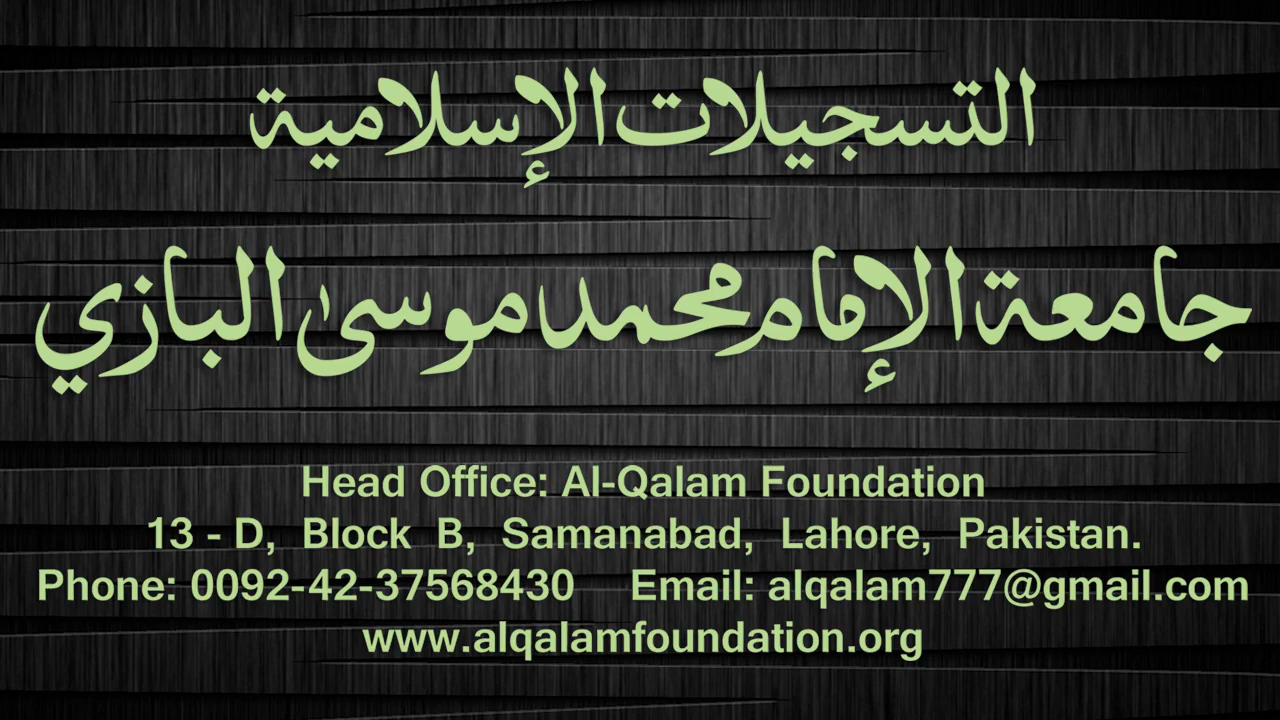 التسجيلات الإسلامية
جامعة الإمام محمد موسىٰ البازي
Head Office: Al-Qalam Foundation
13 - D, Block B, Samanabad, Lahore, Pakistan.
Phone: 0092-42-37568430 Email: alqalam777@gmail.com
www.alqalamfoundation.org